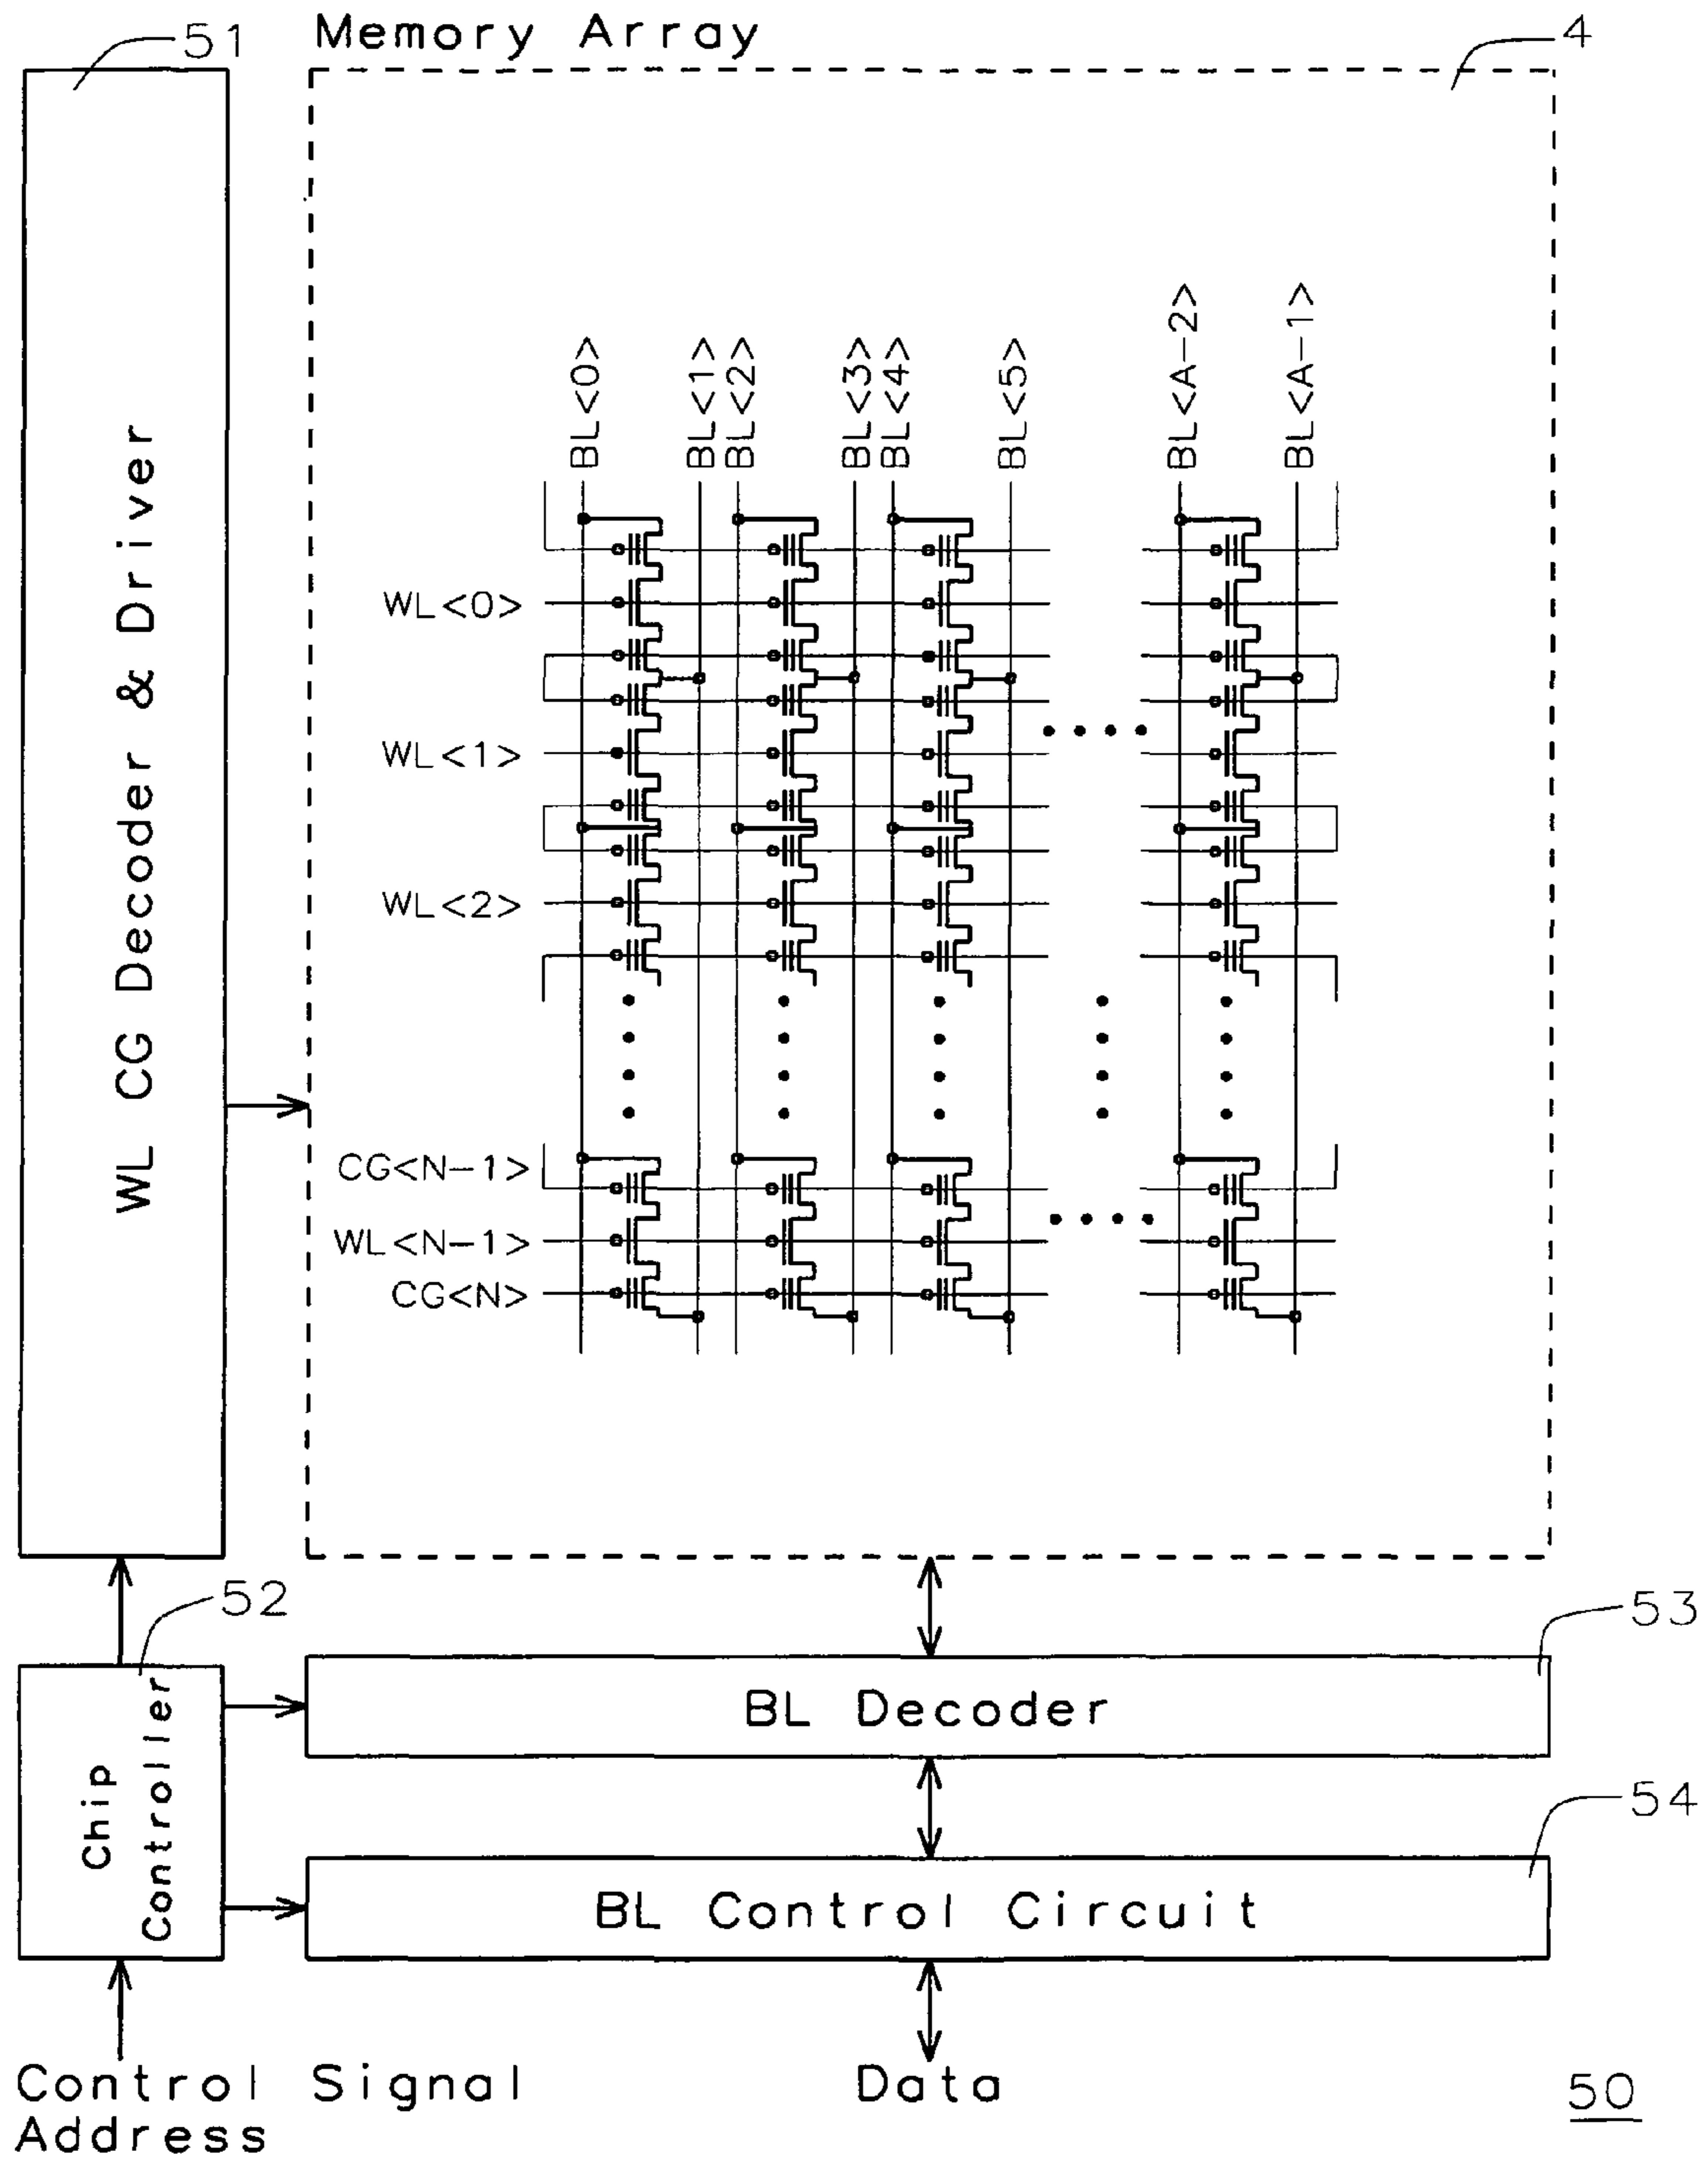 51
Memory Array
4
WL CG Decoder & Driver
BL<0>
BL<1>
BL<2>
BL<3>
BL<4>
BL<5>
BL<A-2>
BL<A-1>
WL<0>
WL<1>
WL<2>
CG<N-1>
WL<N-1>
CG<N>
52
53
Chip
Controller
BL Decoder
54
BL Control Circuit
Control Signal
Address
Data
50